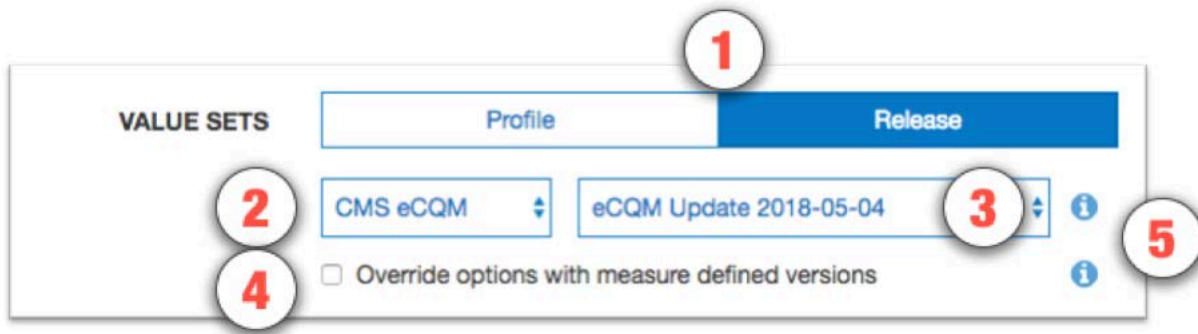 1
VALUE SETS Profile Release
2 CMS eCQM eCQM Update 2018-05-04 3
5
4 Override options with measure defined versions